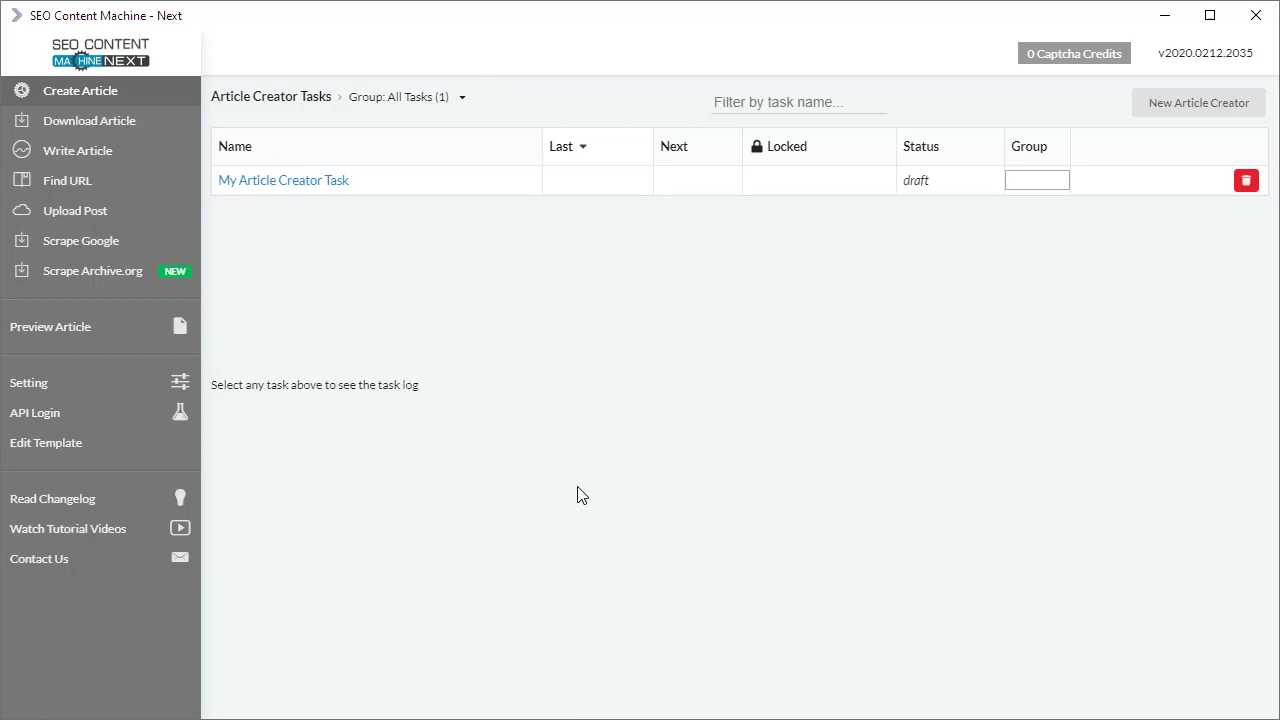 SEO Content Machine - Next
SEO CONTENT
MACHINE NEXT
0 Captcha Credits
v2020.0212.2035
Create Article
Download Article
Write Article
Find URL
Upload Post
Scrape Google
Scrape Archive.org NEW
Preview Article
Setting
API Login
Edit Template
Read Changelog
Watch Tutorial Videos
Contact Us
Article Creator Tasks › Group: All Tasks (1)
Filter by task name...
New Article Creator
Name Last Next Locked Status Group
My Article Creator Task draft
Select any task above to see the task log